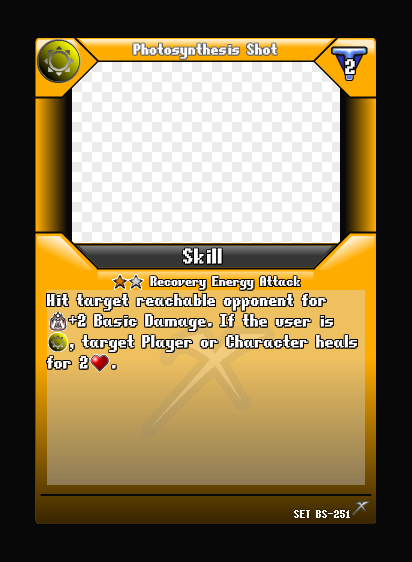 Photosynthesis Shot
2
Skill
Recovery Energy Attack
Hit target reachable opponent for
+2 Basic Damage. If the user is
, target Player or Character heals
for 2.
SET BS-251